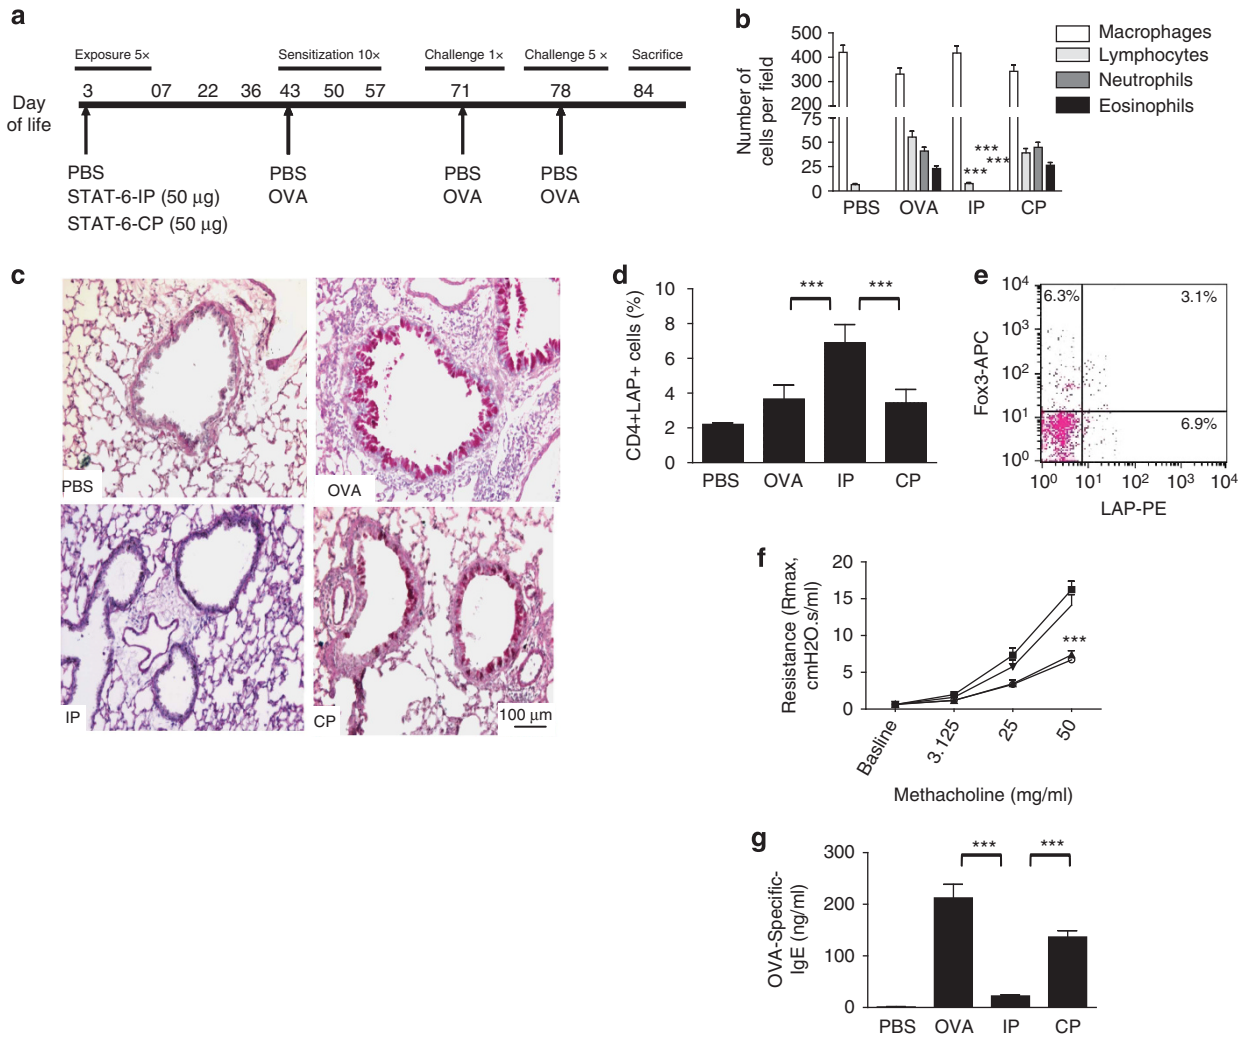 a
Exposure 5× Sensitization 10× Challenge 1× Challenge 5 × Sacrifice
Day of life
3 07 22 36 43 50 57 71 78 84
PBS PBS PBS PBS
STAT-6-IP (50 μg) OVA OVA OVA
STAT-6-CP (50 μg)
b
Number of
cells per field
500
400
300
200
75
50
25
0
***
***
***
PBS OVA IP CP
Macrophages
Lymphocytes
Neutrophils
Eosinophils
c
PBS
OVA
IP
CP
100 μm
d
CD4+LAP+ cells (%)
10
8
6
4
2
0
*** ***
PBS OVA IP CP
e
Fox3-APC
10⁴
10³
10²
10¹
10⁰
6.3% 3.1%
6.9%
10⁰ 10¹ 10² 10³ 10⁴
LAP-PE
f
Resistance (Rmax,
cmH2O.s/ml)
20
15
10
5
0
***
Basline 3.125 25 50
Methacholine (mg/ml)
g
OVA-Specific-
IgE (ng/ml)
300
200
100
0
*** ***
PBS OVA IP CP